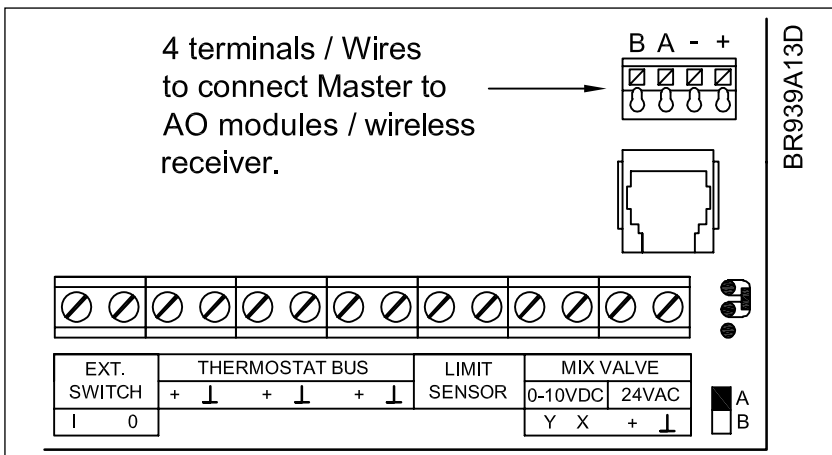 4 terminals / Wires
to connect Master to
AO modules / wireless
receiver.
B A - +
BR939A13D
EXT.
SWITCH
I 0
THERMOSTAT BUS
+ ⊥ + ⊥ + ⊥
LIMIT
SENSOR
MIX VALVE
0-10VDC 24VAC
Y X + ⊥
A
B